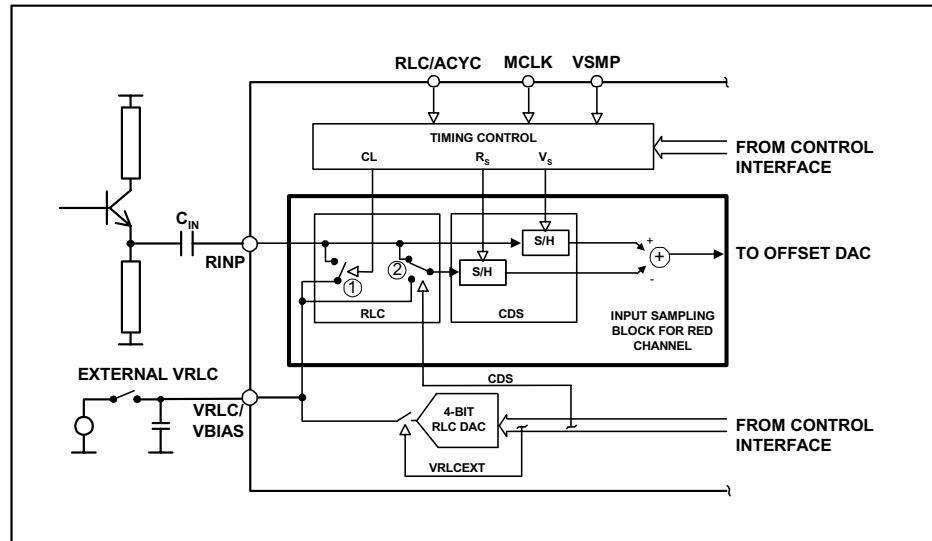 RLC/ACYC MCLK VSMP
TIMING CONTROL
CL RS VS
FROM CONTROL
INTERFACE
CIN
RINP
S/H
S/H
+
+
-
TO OFFSET DAC
1
2
RLC
CDS
INPUT SAMPLING
BLOCK FOR RED
CHANNEL
EXTERNAL VRLC
VRLC/
VBIAS
CDS
4-BIT
RLC DAC
VRLCEXT
FROM CONTROL
INTERFACE